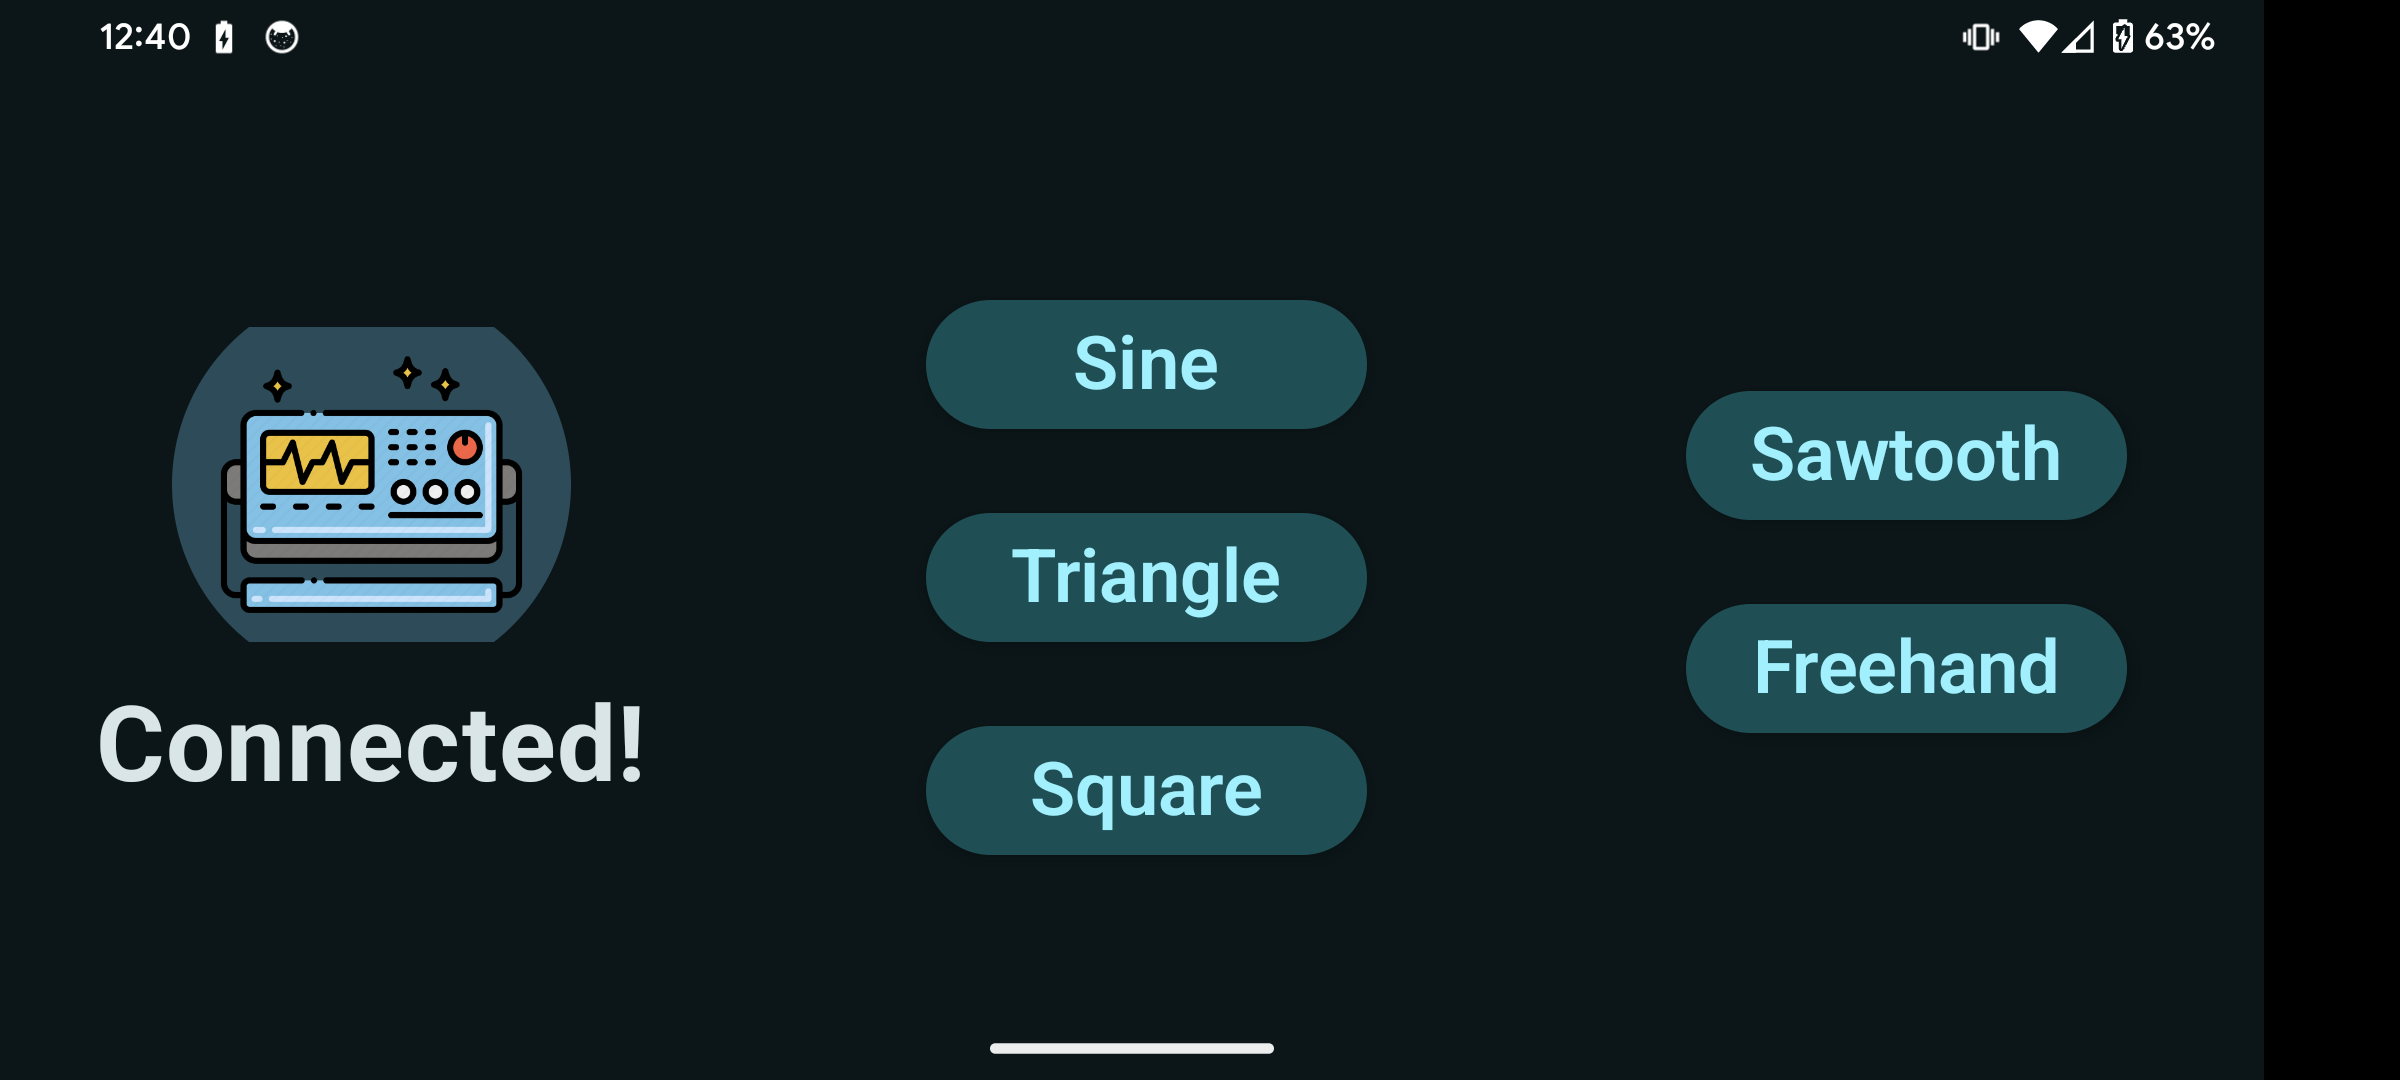 12:40
63%
Connected!
Sine
Triangle
Square
Sawtooth
Freehand